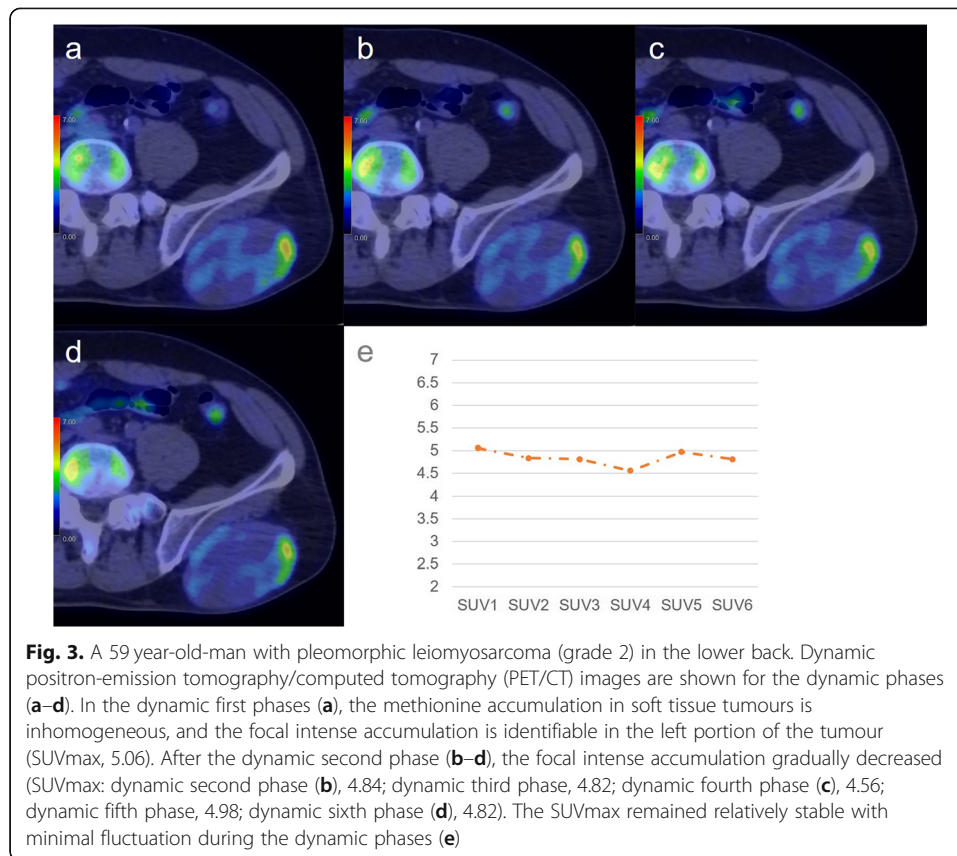 a
b
c
7.00
7.00
7.00
0.00
0.00
0.00
d
e
7.00
0.00
7
6.5
6
5.5
5
4.5
4
3.5
3
2.5
2
SUV1 SUV2 SUV3 SUV4 SUV5 SUV6
Fig. 3. A 59 year-old-man with pleomorphic leiomyosarcoma (grade 2) in the lower back. Dynamic
positron-emission tomography/computed tomography (PET/CT) images are shown for the dynamic phases
(a–d). In the dynamic first phases (a), the methionine accumulation in soft tissue tumours is
inhomogeneous, and the focal intense accumulation is identifiable in the left portion of the tumour
(SUVmax, 5.06). After the dynamic second phase (b–d), the focal intense accumulation gradually decreased
(SUVmax: dynamic second phase (b), 4.84; dynamic third phase, 4.82; dynamic fourth phase (c), 4.56;
dynamic fifth phase, 4.98; dynamic sixth phase (d), 4.82). The SUVmax remained relatively stable with
minimal fluctuation during the dynamic phases (e)